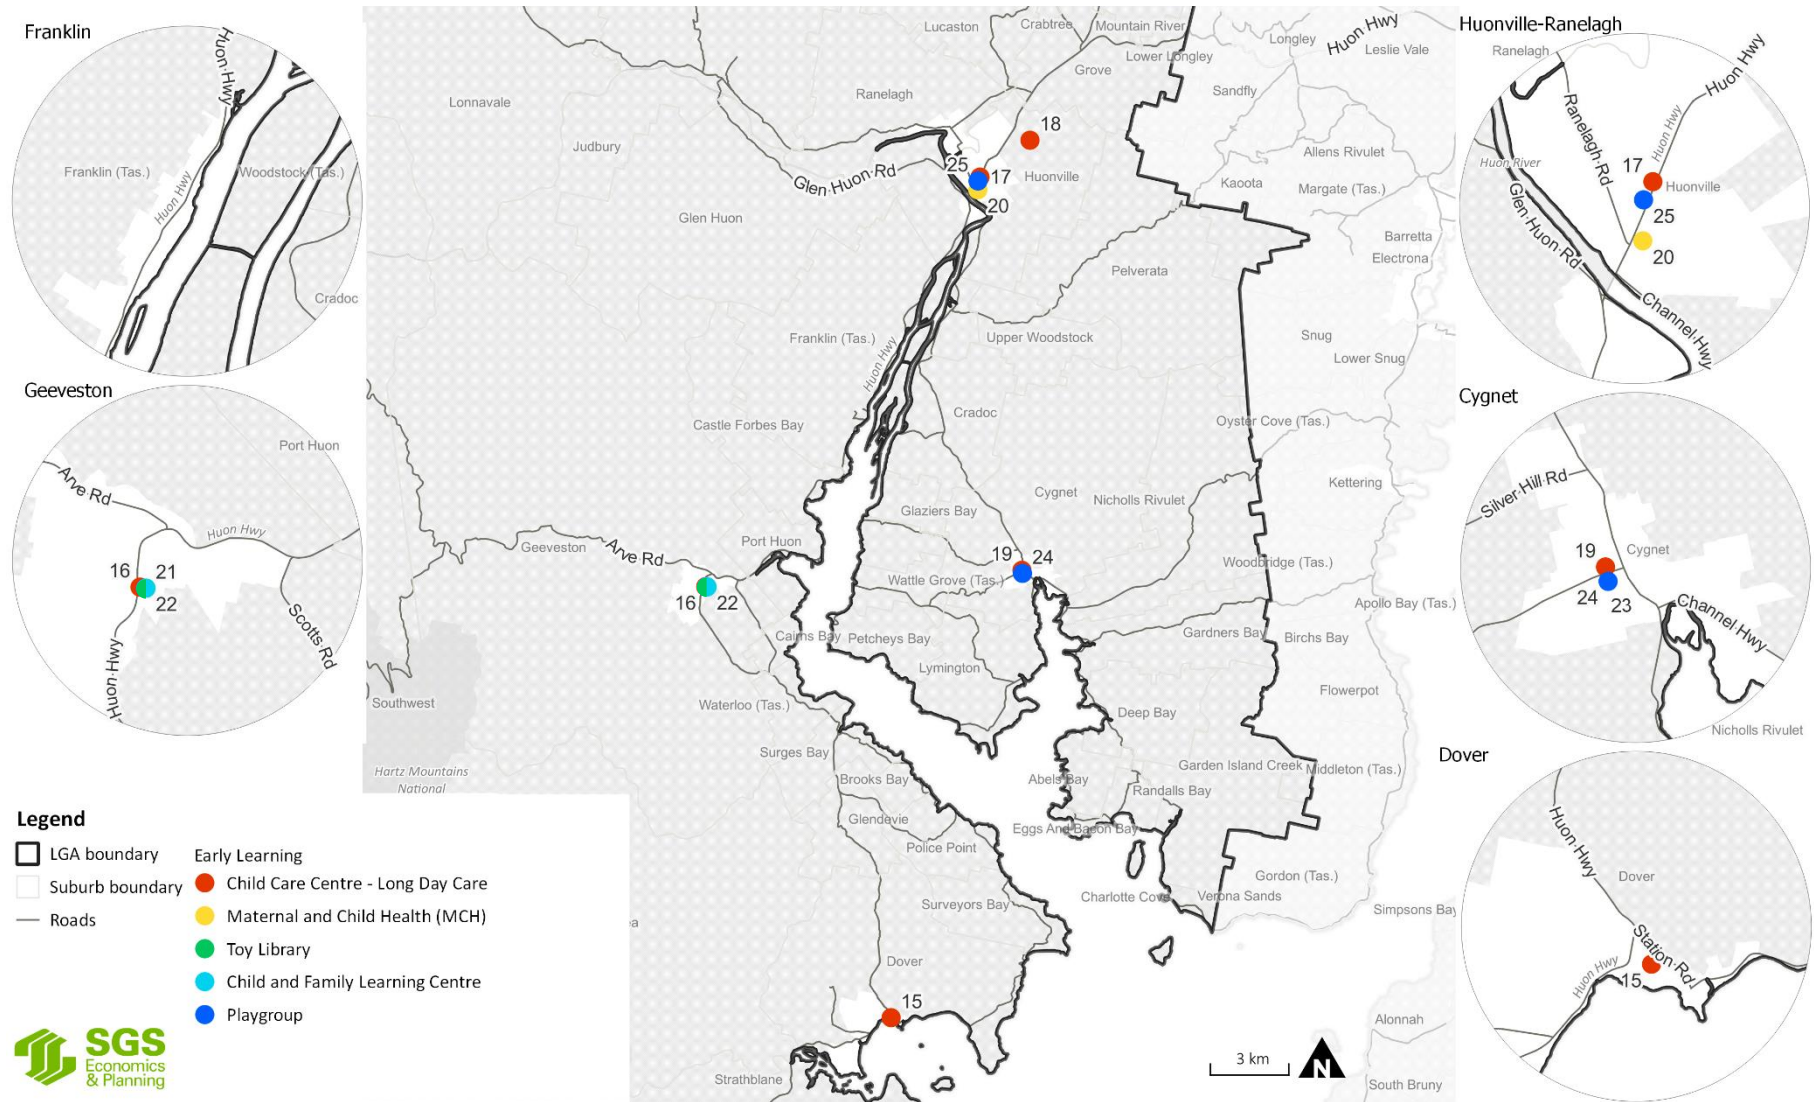 Franklin
Huon Hwy
Franklin (Tas.)
Woodstock (Tas.)
Huon Hwy
Cradoc
Geeveston
Port Huon
Arve Rd
Huon Hwy
16
21
22
Huon Hwy
Scotts Rd
Lucaston
Crabtree
Mountain River
Longley
Huon Hwy
Leslie Vale
Lower Longley
Grove
Lonnavale
Ranelagh
Sandfly
18
Judbury
Allens Rivulet
25
17
Huonville
Glen Huon Rd
Kaoota
Margate (Tas.)
20
Glen Huon
Barretta
Electrona
Pelverata
Franklin (Tas.)
Upper Woodstock
Snug
Lower Snug
Huon Hwy
Cradoc
Castle Forbes Bay
Oyster Cove (Tas.)
Kettering
Cygnet
Nicholls Rivulet
Glaziers Bay
Geeveston
Arve Rd
Port Huon
19
24
Woodbridge (Tas.)
Wattle Grove (Tas.)
16
22
Apollo Bay (Tas.)
Cairns Bay
Petcheys Bay
Gardners Bay
Birchs Bay
Lymington
Southwest
Waterloo (Tas.)
Flowerpot
Deep Bay
Surges Bay
Hartz Mountains
National
Brooks Bay
Abels Bay
Garden Island Creek
Middleton (Tas.)
Randalls Bay
Glendevie
Eggs And Bacon Bay
Police Point
Gordon (Tas.)
Charlotte Cove
Verona Sands
Surveyors Bay
Simpsons Bay
Dover
15
Alonnah
Strathblane
South Bruny
3 km
N
Huonville-Ranelagh
Ranelagh
Huon Hwy
Ranelagh Rd
Huon Hwy
Huon River
17
Huonville
25
Glen Huon Rd
20
Channel Hwy
Cygnet
Silver Hill Rd
19
Cygnet
24
23
Channel Hwy
Nicholls Rivulet
Dover
Huon Hwy
Dover
Station Rd
Huon Hwy
15
Legend
LGA boundary
Suburb boundary
Roads
Early Learning
Child Care Centre - Long Day Care
Maternal and Child Health (MCH)
Toy Library
Child and Family Learning Centre
Playgroup
SGS
Economics
& Planning